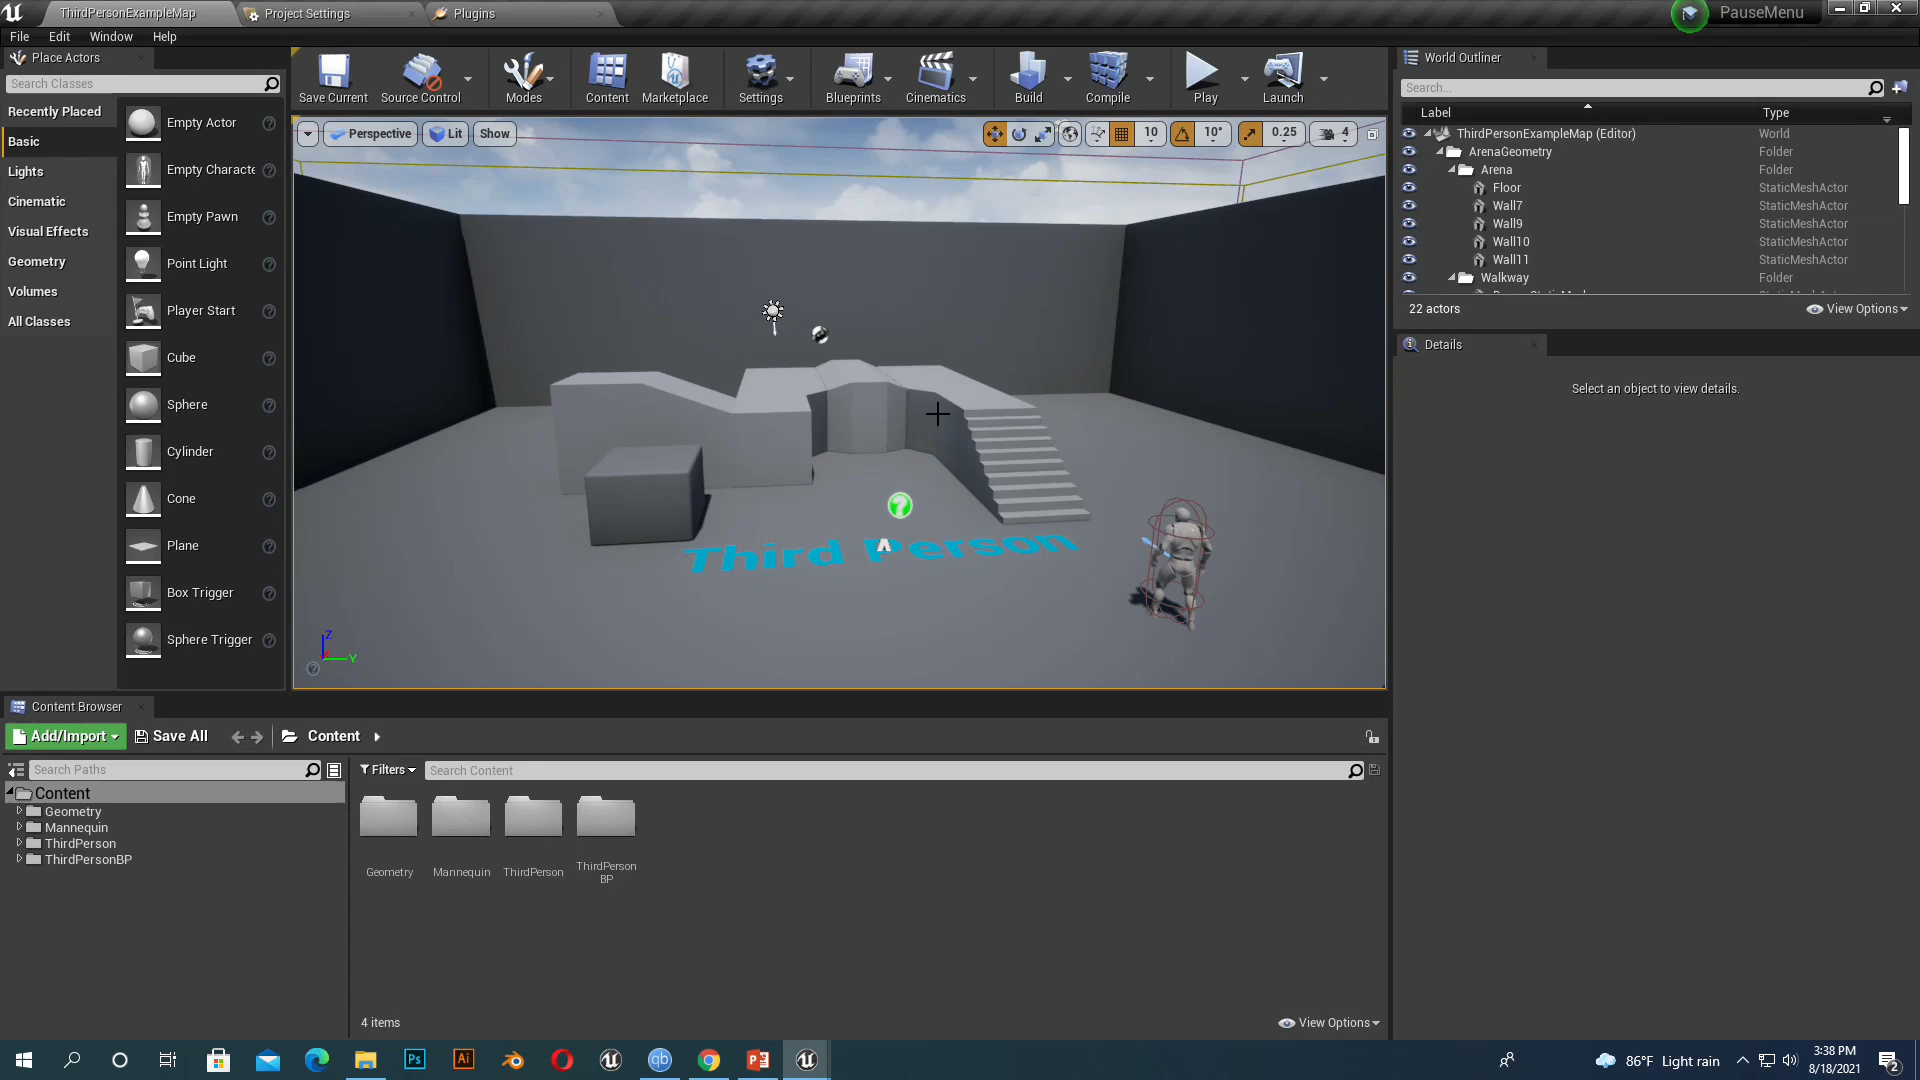 ThirdPersonExampleMap
Project Settings
Plugins
PauseMenu
File
Edit
Window
Help
Place Actors
Search Classes
Recently Placed
Basic
Lights
Cinematic
Visual Effects
Geometry
Volumes
All Classes
Empty Actor
Empty Characte
Empty Pawn
Point Light
Player Start
Cube
Sphere
Cylinder
Cone
Plane
Box Trigger
Sphere Trigger
Save Current
Source Control
Modes
Content
Marketplace
Settings
Blueprints
Cinematics
Build
Compile
Play
Launch
Perspective
Lit
Show
10
10°
0.25
4
Third Person
Z
Y
World Outliner
Search...
Label
Type
ThirdPersonExampleMap (Editor)
World
ArenaGeometry
Folder
Arena
Folder
Floor
StaticMeshActor
Wall7
StaticMeshActor
Wall9
StaticMeshActor
Wall10
StaticMeshActor
Wall11
StaticMeshActor
Walkway
Folder
22 actors
View Options
Details
Select an object to view details.
Content Browser
Add/Import
Save All
Content
Search Paths
Filters
Search Content
Content
Geometry
Mannequin
ThirdPerson
ThirdPersonBP
Geometry
Mannequin
ThirdPerson
ThirdPerson
BP
4 items
View Options
Ps
Ai
qb
86°F Light rain
3:38 PM
8/18/2021
2